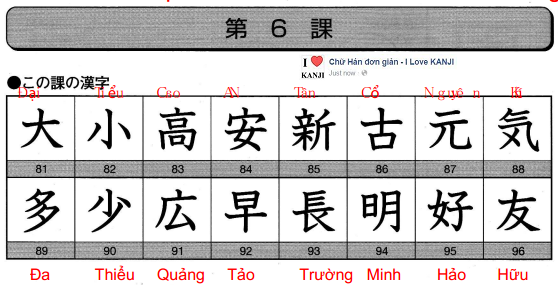 第 6 課
I ❤ KANJI
Chữ Hán đơn giản - I Love KANJI
Just now
●この課の漢字
Đại Tiểu Cao AN Tân Cổ Nguyên Khí
大 小 高 安 新 古 元 気
81 82 83 84 85 86 87 88
多 少 広 早 長 明 好 友
89 90 91 92 93 94 95 96
Đa Thiểu Quảng Tảo Trường Minh Hảo Hữu